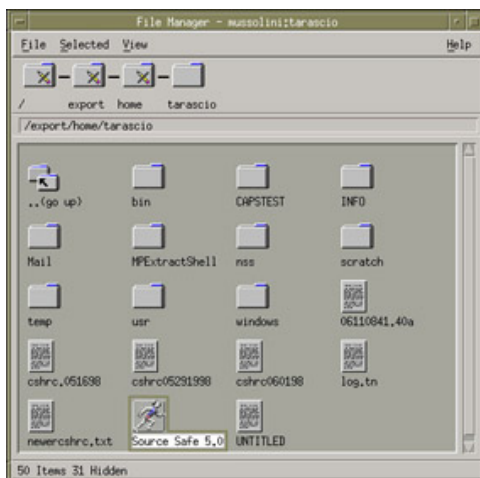 File Manager - mussolini:tarascio
File Selected View Help
/ export home tarascio
/export/home/tarascio
..(go up) bin CAPSTEST INFO
Mail MPExtractShell nss scratch
temp usr windows 06110841.40a
cshrc.051698 cshrc05291998 cshrc060198 log.tn
newercshrc.txt Source Safe 5.0 UNTITLED
50 Items 31 Hidden